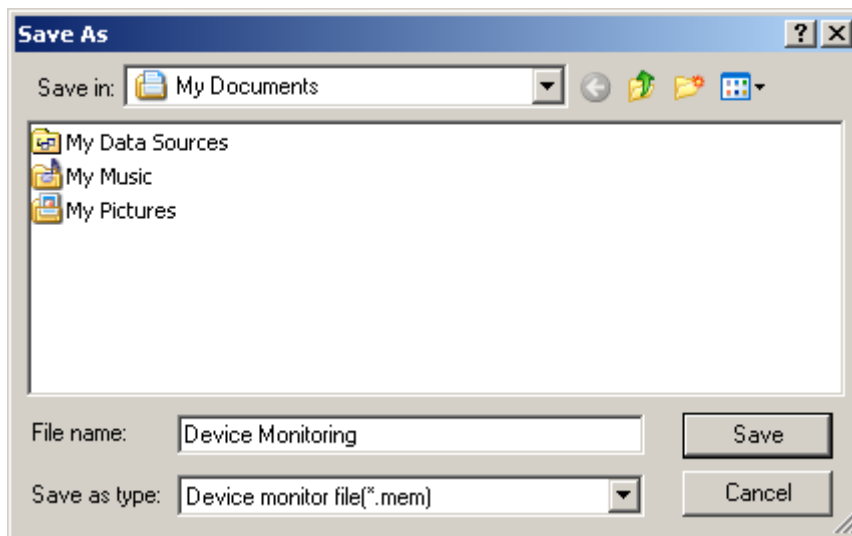 Save As
Save in: My Documents
My Data Sources
My Music
My Pictures
File name: Device Monitoring Save
Save as type: Device monitor file(*.mem) Cancel